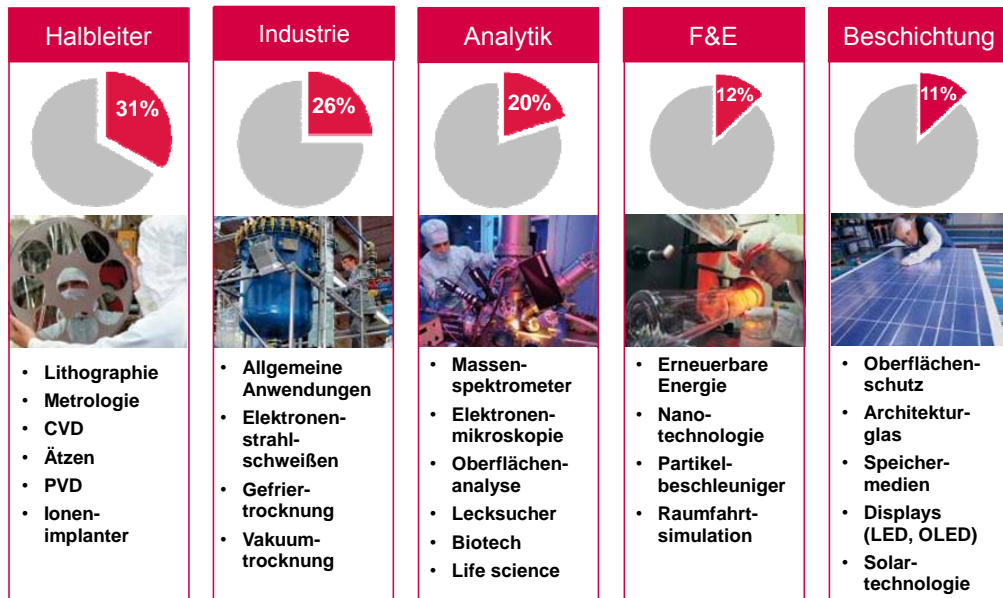 Halbleiter
31%
• Lithographie
• Metrologie
• CVD
• Ätzen
• PVD
• Ionen-
implanter
Industrie
26%
• Allgemeine
Anwendungen
• Elektronen-
strahl-
schweißen
• Gefrier-
trocknung
• Vakuum-
trocknung
Analytik
20%
• Massen-
spektrometer
• Elektronen-
mikroskopie
• Oberflächen-
analyse
• Lecksucher
• Biotech
• Life science
F&E
12%
• Erneuerbare
Energie
• Nano-
technologie
• Partikel-
beschleuniger
• Raumfahrt-
simulation
Beschichtung
11%
• Oberflächen-
schutz
• Architektur-
glas
• Speicher-
medien
• Displays
(LED, OLED)
• Solar-
technologie